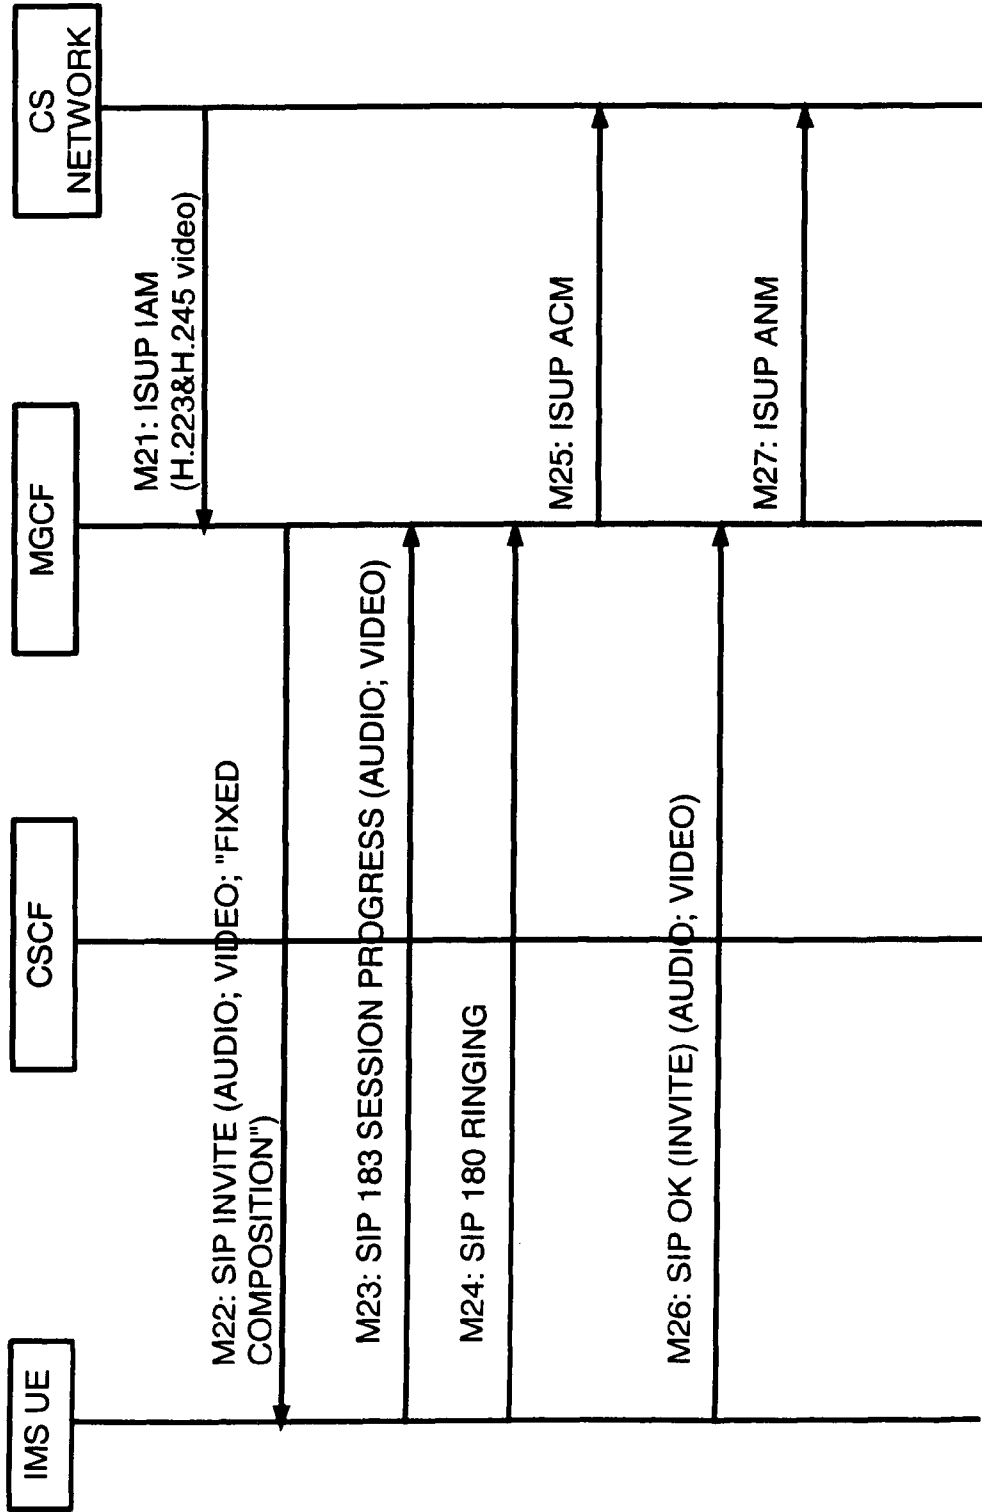 IMS UE
CSCF
MGCF
CS
NETWORK
M21: ISUP IAM
(H.223&H.245 video)
M22: SIP INVITE (AUDIO; VIDEO; "FIXED
COMPOSITION")
M23: SIP 183 SESSION PROGRESS (AUDIO; VIDEO)
M24: SIP 180 RINGING
M25: ISUP ACM
M26: SIP OK (INVITE) (AUDIO; VIDEO)
M27: ISUP ANM